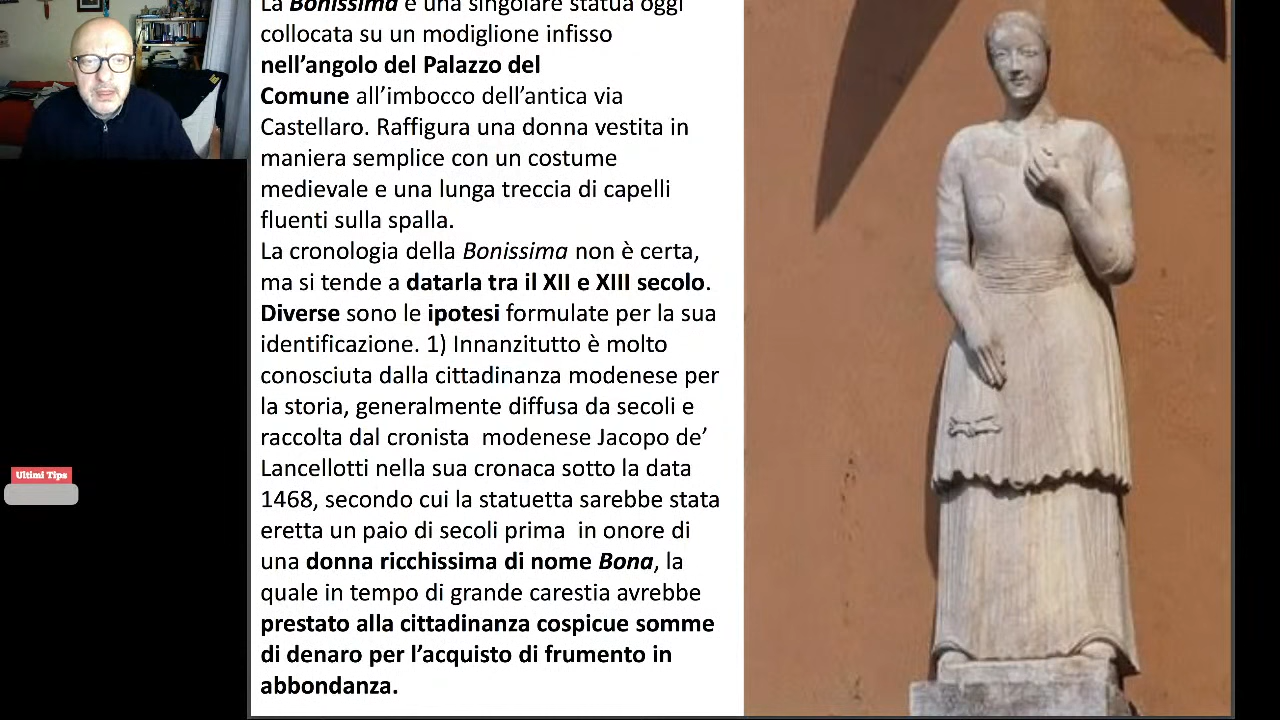 La Bonissima è una singolare statua oggi
collocata su un modiglione infisso
nell’angolo del Palazzo del
Comune all’imbocco dell’antica via
Castellaro. Raffigura una donna vestita in
maniera semplice con un costume
medievale e una lunga treccia di capelli
fluenti sulla spalla.
La cronologia della Bonissima non è certa,
ma si tende a datarla tra il XII e XIII secolo.
Diverse sono le ipotesi formulate per la sua
identificazione. 1) Innanzitutto è molto
conosciuta dalla cittadinanza modenese per
la storia, generalmente diffusa da secoli e
raccolta dal cronista  modenese Jacopo de’
Lancellotti nella sua cronaca sotto la data
1468, secondo cui la statuetta sarebbe stata
eretta un paio di secoli prima  in onore di
una donna ricchissima di nome Bona, la
quale in tempo di grande carestia avrebbe
prestato alla cittadinanza cospicue somme
di denaro per l’acquisto di frumento in
abbondanza.
Ultimi Tips